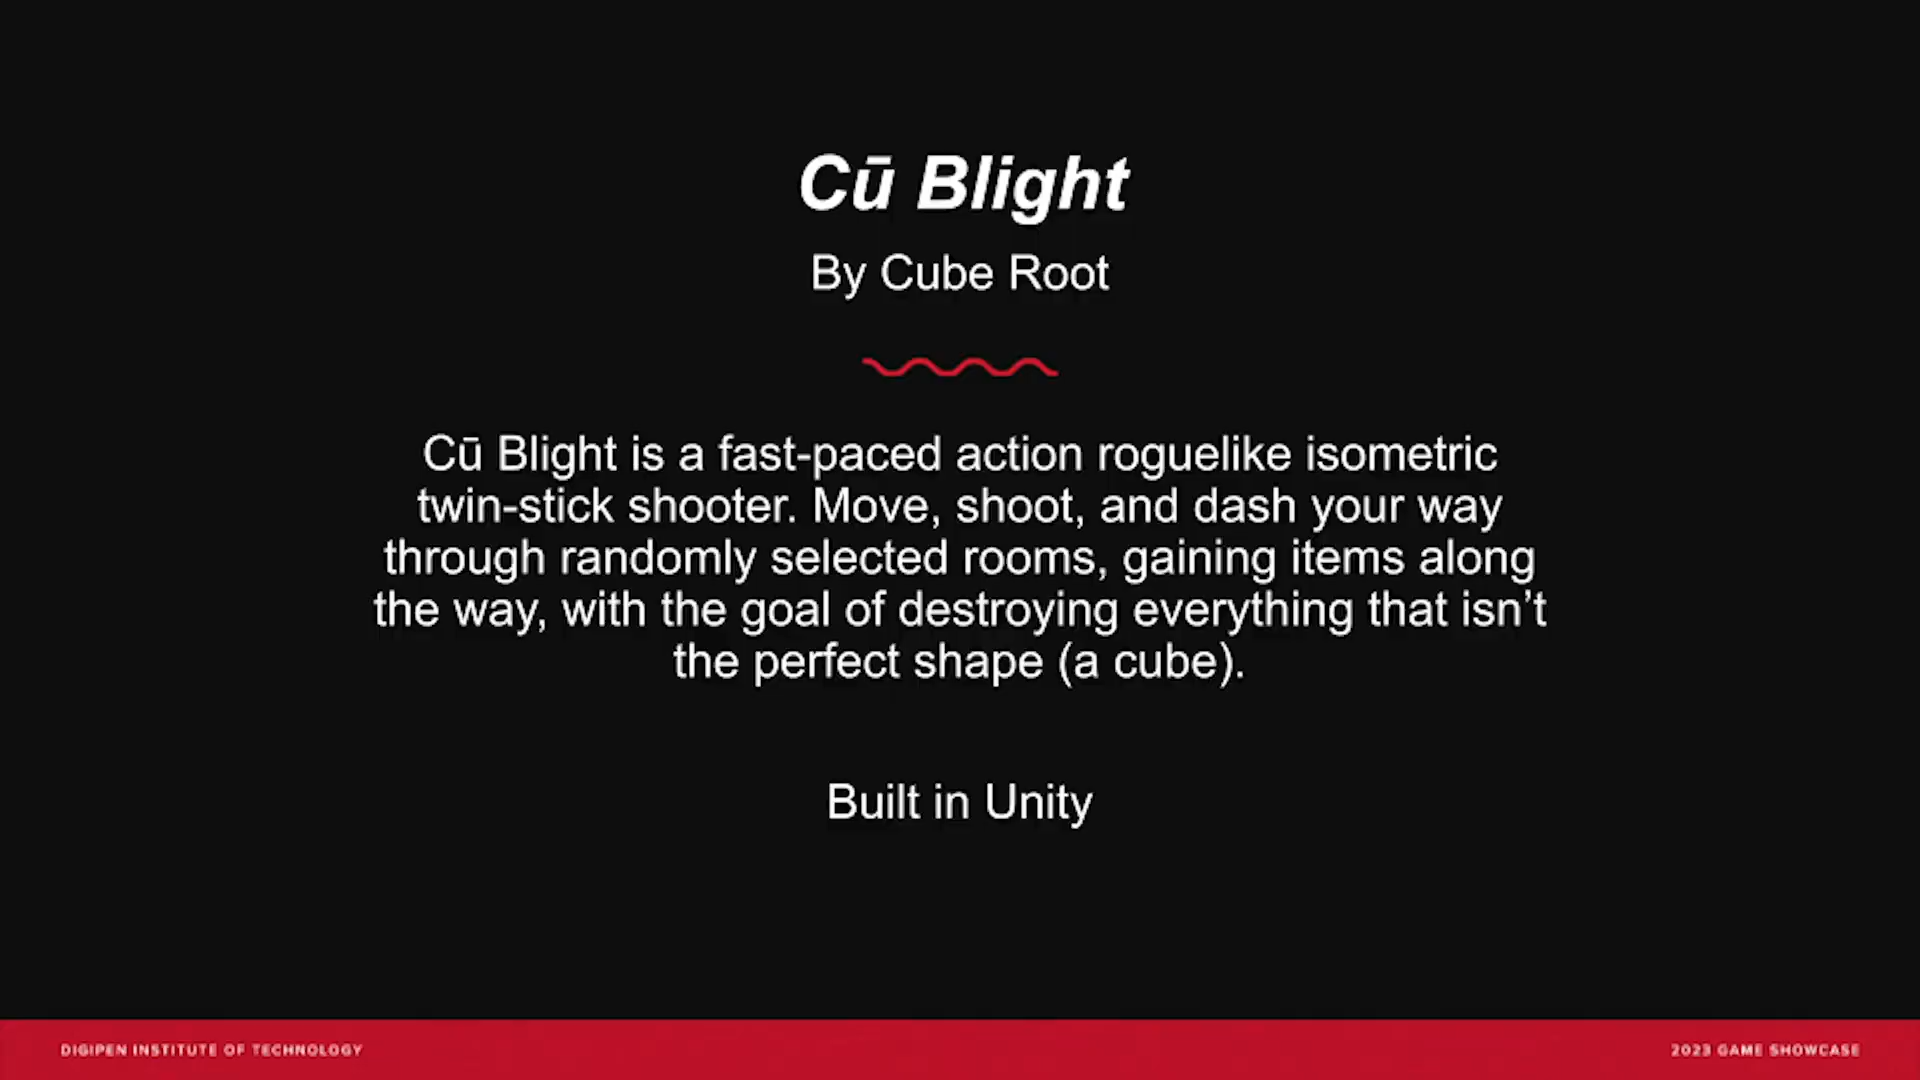 Cū Blight
By Cube Root
Cū Blight is a fast-paced action roguelike isometric
twin-stick shooter. Move, shoot, and dash your way
through randomly selected rooms, gaining items along
the way, with the goal of destroying everything that isn’t
the perfect shape (a cube).
Built in Unity
DIGIPEN INSTITUTE OF TECHNOLOGY
2023 GAME SHOWCASE